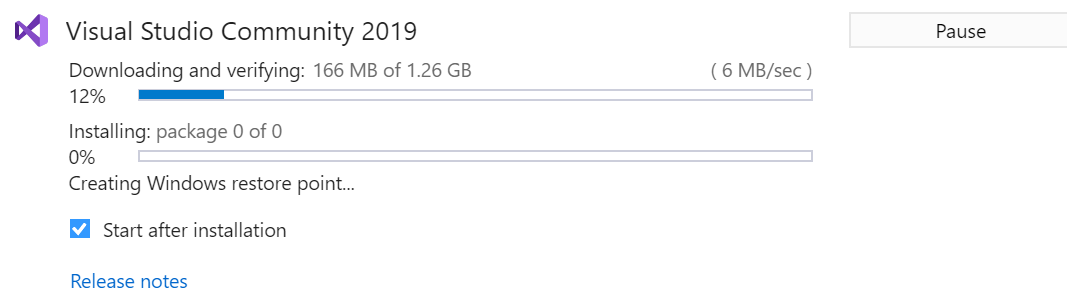 Visual Studio Community 2019
Pause
Downloading and verifying: 166 MB of 1.26 GB ( 6 MB/sec )
12%
Installing: package 0 of 0
0%
Creating Windows restore point...
Start after installation
Release notes